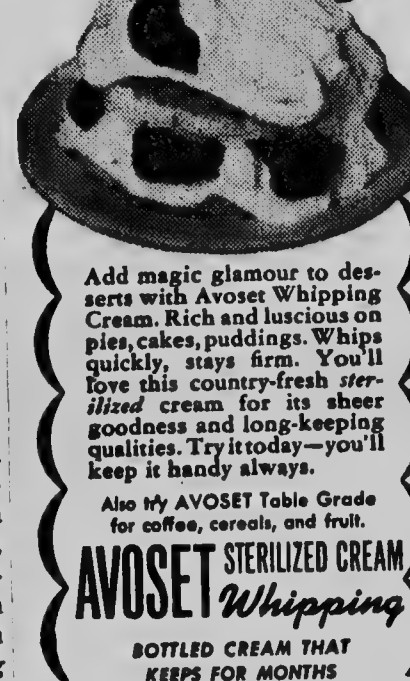 Add magic glamour to des-
serts with Avoset Whipping
Cream. Rich and luscious on
pies, cakes, puddings. Whips
quickly, stays firm. You'll
love this country-fresh ster-
ilized cream for its sheer
goodness and long-keeping
qualities. Try it today—you'll
keep it handy always.
Also try AVOSET Table Grade
for coffee, cereals, and fruit.
AVOSET STERILIZED CREAM
Whipping
BOTTLED CREAM THAT
KEEPS FOR MONTHS